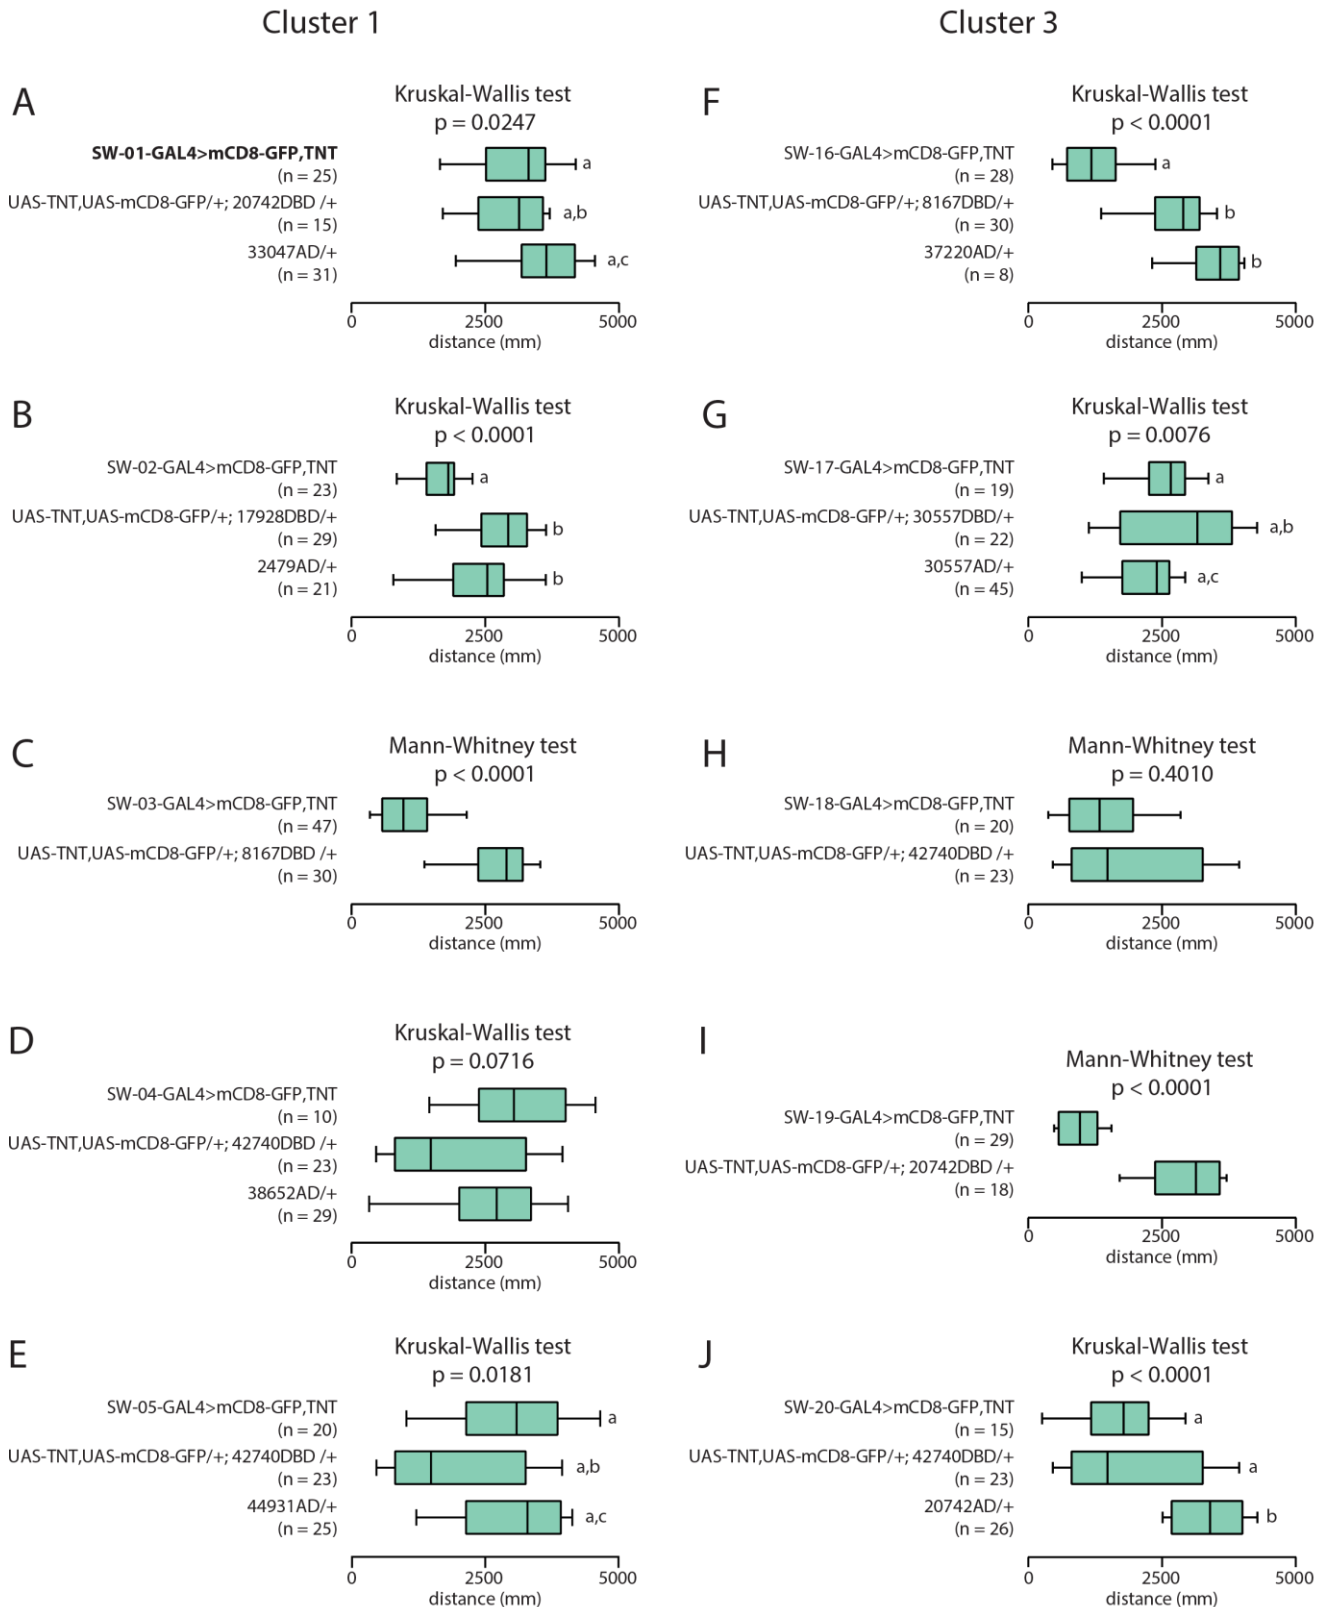 Cluster 1
Cluster 3
A
Kruskal-Wallis test
p = 0.0247
SW-01-GAL4>mCD8-GFP,TNT
(n = 25)
a
UAS-TNT,UAS-mCD8-GFP/+; 20742DBD /+
(n = 15)
a,b
33047AD/+
(n = 31)
a,c
0 2500 5000
distance (mm)
F
Kruskal-Wallis test
p < 0.0001
SW-16-GAL4>mCD8-GFP,TNT
(n = 28)
a
UAS-TNT,UAS-mCD8-GFP/+; 8167DBD/+
(n = 30)
b
37220AD/+
(n = 8)
b
0 2500 5000
distance (mm)
B
Kruskal-Wallis test
p < 0.0001
SW-02-GAL4>mCD8-GFP,TNT
(n = 23)
a
UAS-TNT,UAS-mCD8-GFP/+; 17928DBD/+
(n = 29)
b
2479AD/+
(n = 21)
b
0 2500 5000
distance (mm)
G
Kruskal-Wallis test
p = 0.0076
SW-17-GAL4>mCD8-GFP,TNT
(n = 19)
a
UAS-TNT,UAS-mCD8-GFP/+; 30557DBD/+
(n = 22)
a,b
30557AD/+
(n = 45)
a,c
0 2500 5000
distance (mm)
C
Mann-Whitney test
p < 0.0001
SW-03-GAL4>mCD8-GFP,TNT
(n = 47)
UAS-TNT,UAS-mCD8-GFP/+; 8167DBD /+
(n = 30)
0 2500 5000
distance (mm)
H
Mann-Whitney test
p = 0.4010
SW-18-GAL4>mCD8-GFP,TNT
(n = 20)
UAS-TNT,UAS-mCD8-GFP/+; 42740DBD /+
(n = 23)
0 2500 5000
distance (mm)
D
Kruskal-Wallis test
p = 0.0716
SW-04-GAL4>mCD8-GFP,TNT
(n = 10)
UAS-TNT,UAS-mCD8-GFP/+; 42740DBD /+
(n = 23)
38652AD/+
(n = 29)
0 2500 5000
distance (mm)
I
Mann-Whitney test
p < 0.0001
SW-19-GAL4>mCD8-GFP,TNT
(n = 29)
UAS-TNT,UAS-mCD8-GFP/+; 20742DBD /+
(n = 18)
0 2500 5000
distance (mm)
E
Kruskal-Wallis test
p = 0.0181
SW-05-GAL4>mCD8-GFP,TNT
(n = 20)
a
UAS-TNT,UAS-mCD8-GFP/+; 42740DBD /+
(n = 23)
a,b
44931AD/+
(n = 25)
a,c
0 2500 5000
distance (mm)
J
Kruskal-Wallis test
p < 0.0001
SW-20-GAL4>mCD8-GFP,TNT
(n = 15)
a
UAS-TNT,UAS-mCD8-GFP/+; 42740DBD/+
(n = 23)
a
20742AD/+
(n = 26)
b
0 2500 5000
distance (mm)